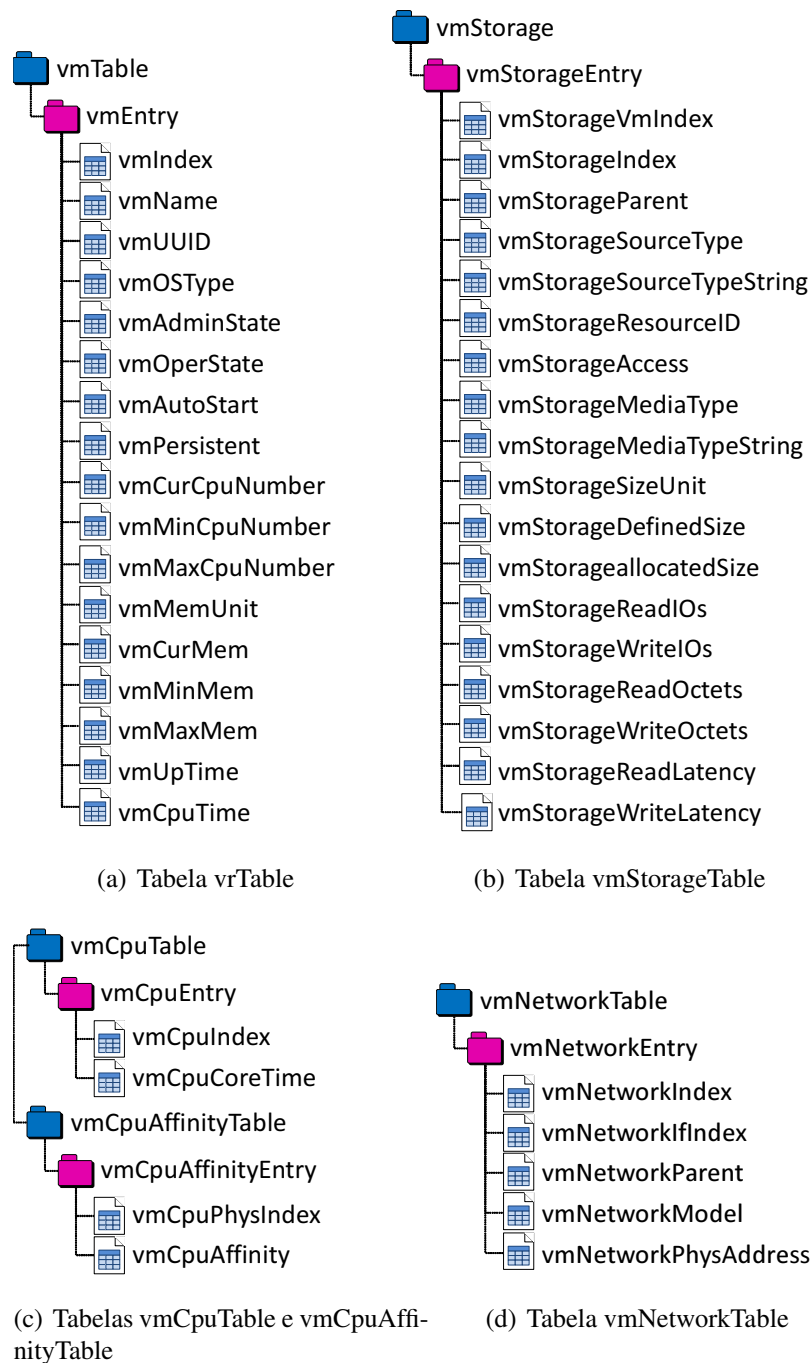 vmTable
vmEntry
vmIndex
vmName
vmUUID
vmOSType
vmAdminState
vmOperState
vmAutoStart
vmPersistent
vmCurCpuNumber
vmMinCpuNumber
vmMaxCpuNumber
vmMemUnit
vmCurMem
vmMinMem
vmMaxMem
vmUpTime
vmCpuTime
(a) Tabela vrTable
vmStorage
vmStorageEntry
vmStorageVmIndex
vmStorageIndex
vmStorageParent
vmStorageSourceType
vmStorageSourceTypeString
vmStorageResourceID
vmStorageAccess
vmStorageMediaType
vmStorageMediaTypeString
vmStorageSizeUnit
vmStorageDefinedSize
vmStorageallocatedSize
vmStorageReadIOs
vmStorageWriteIOs
vmStorageReadOctets
vmStorageWriteOctets
vmStorageReadLatency
vmStorageWriteLatency
(b) Tabela vmStorageTable
vmCpuTable
vmCpuEntry
vmCpuIndex
vmCpuCoreTime
vmCpuAffinityTable
vmCpuAffinityEntry
vmCpuPhysIndex
vmCpuAffinity
(c) Tabelas vmCpuTable e vmCpuAffi-
nityTable
vmNetworkTable
vmNetworkEntry
vmNetworkIndex
vmNetworkIfIndex
vmNetworkParent
vmNetworkModel
vmNetworkPhysAddress
(d) Tabela vmNetworkTable